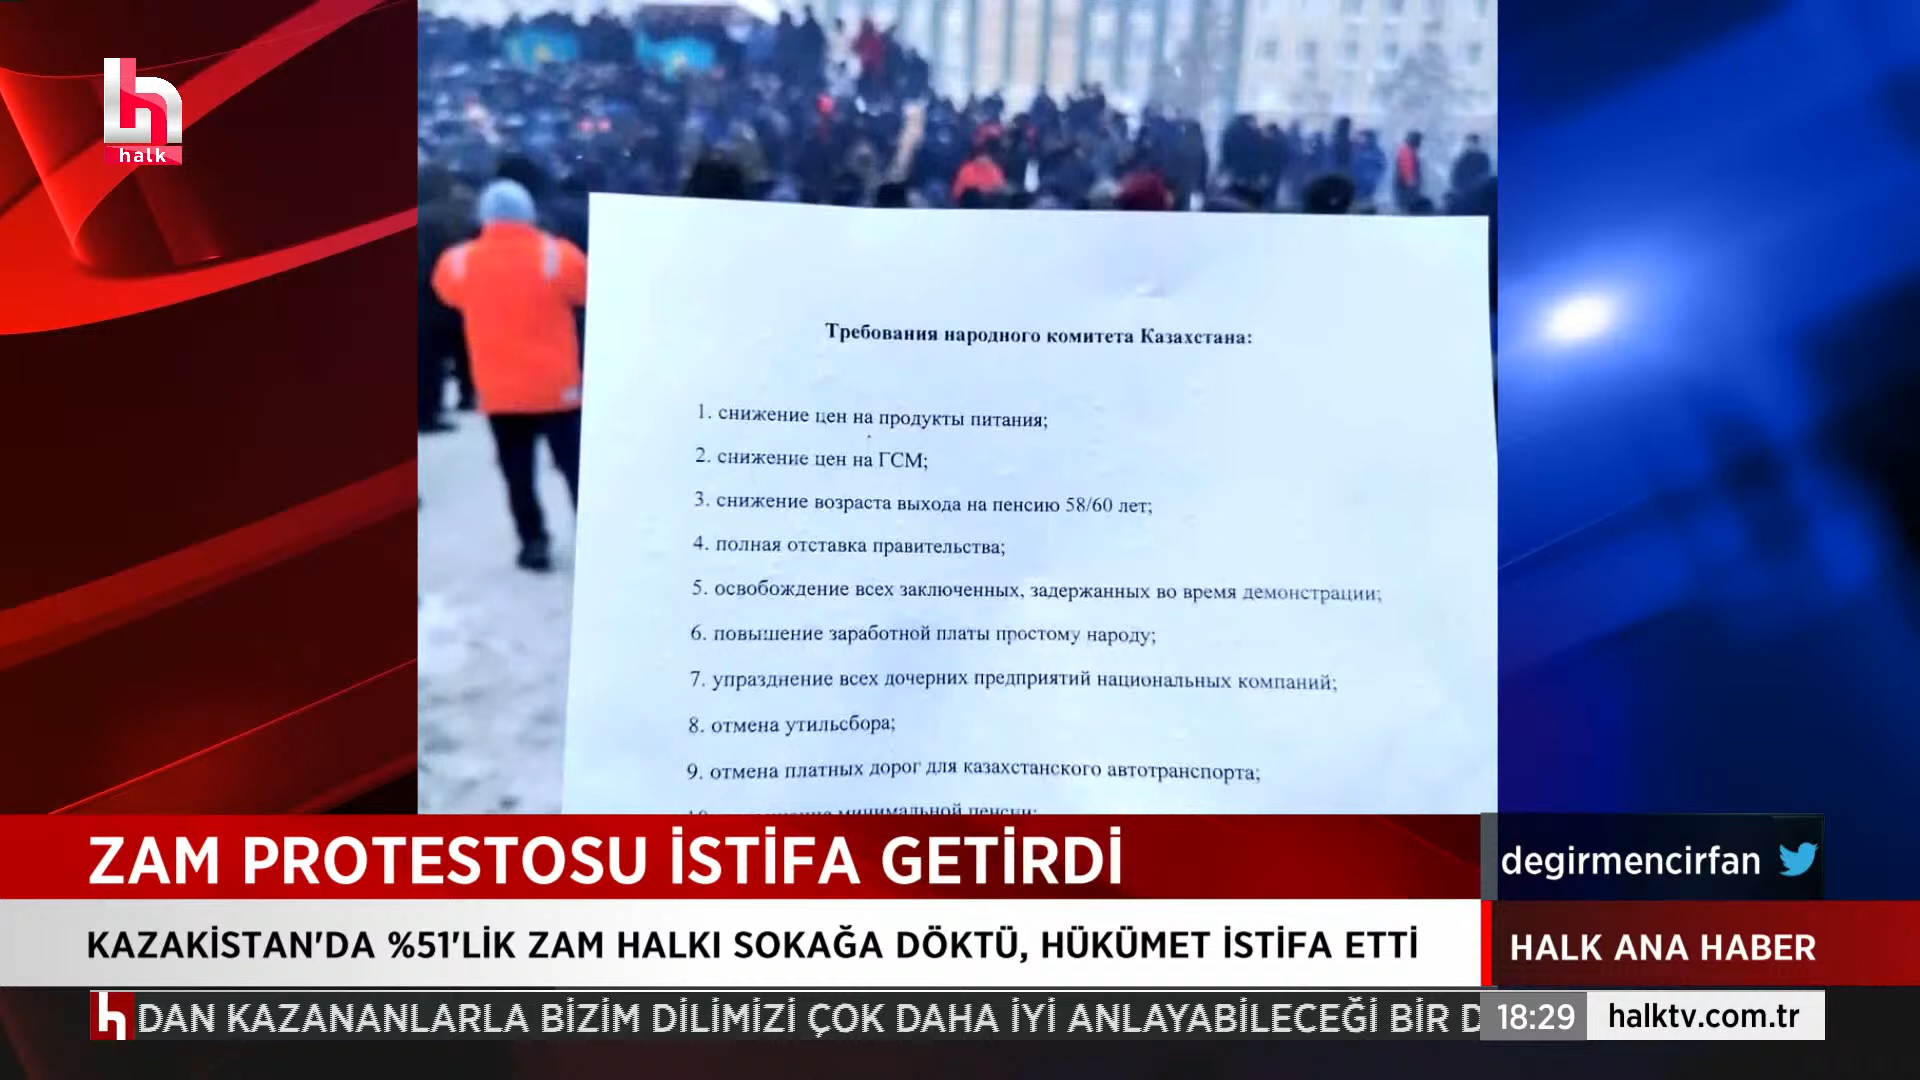 halk
Требования народного комитета Казахстана:
1. снижение цен на продукты питания;
2. снижение цен на ГСМ;
3. снижение возраста выхода на пенсию 58/60 лет;
4. полная отставка правительства;
5. освобождение всех заключенных, задержанных во время демонстрации;
6. повышение заработной платы простому народу;
7. упразднение всех дочерних предприятий национальных компаний;
8. отмена утильсбора;
9. отмена платных дорог для казахстанского автотранспорта;
минимальной пенсии;
ZAM PROTESTOSU İSTİFA GETİRDİ
degirmencirfan
KAZAKİSTAN'DA %51'LİK ZAM HALKI SOKAĞA DÖKTÜ, HÜKÜMET İSTİFA ETTİ
HALK ANA HABER
DAN KAZANANLARLA BİZİM DİLİMİZİ ÇOK DAHA İYİ ANLAYABİLECEĞİ BİR
18:29
halktv.com.tr